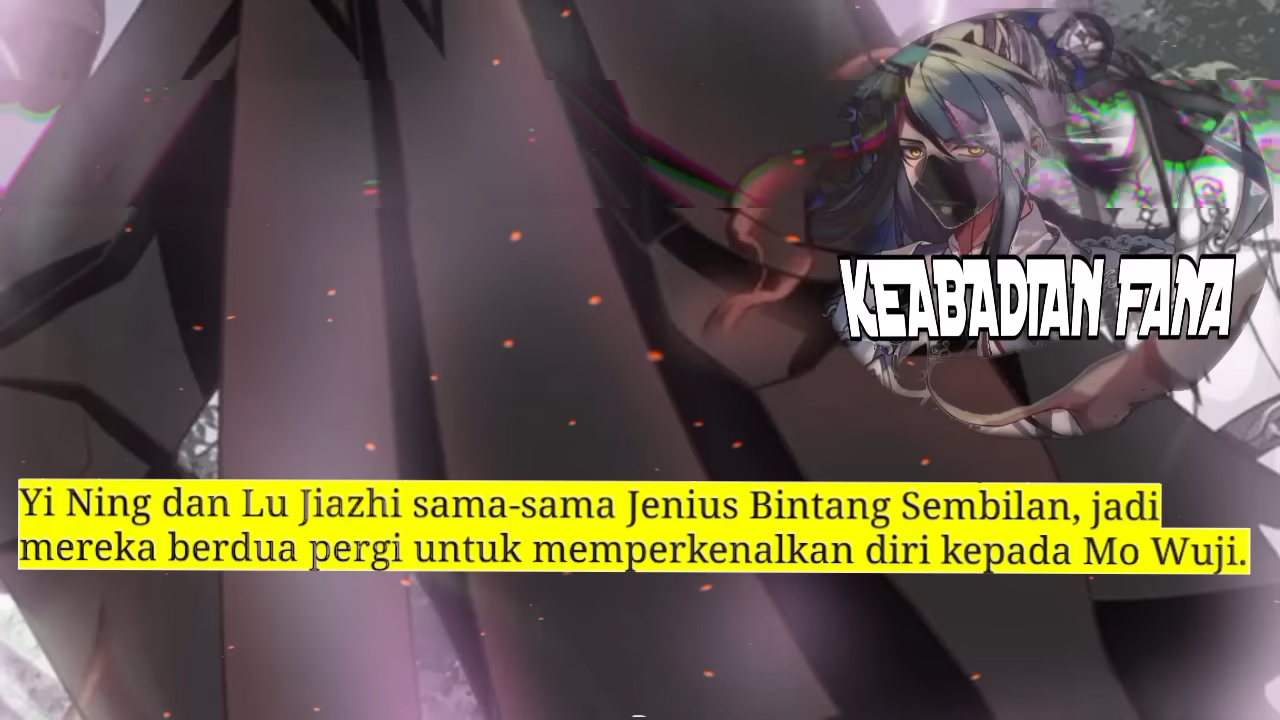 KEABADIAN FANA
Yi Ning dan Lu Jiazhi sama-sama Jenius Bintang Sembilan, jadi
mereka berdua pergi untuk memperkenalkan diri kepada Mo Wuji.